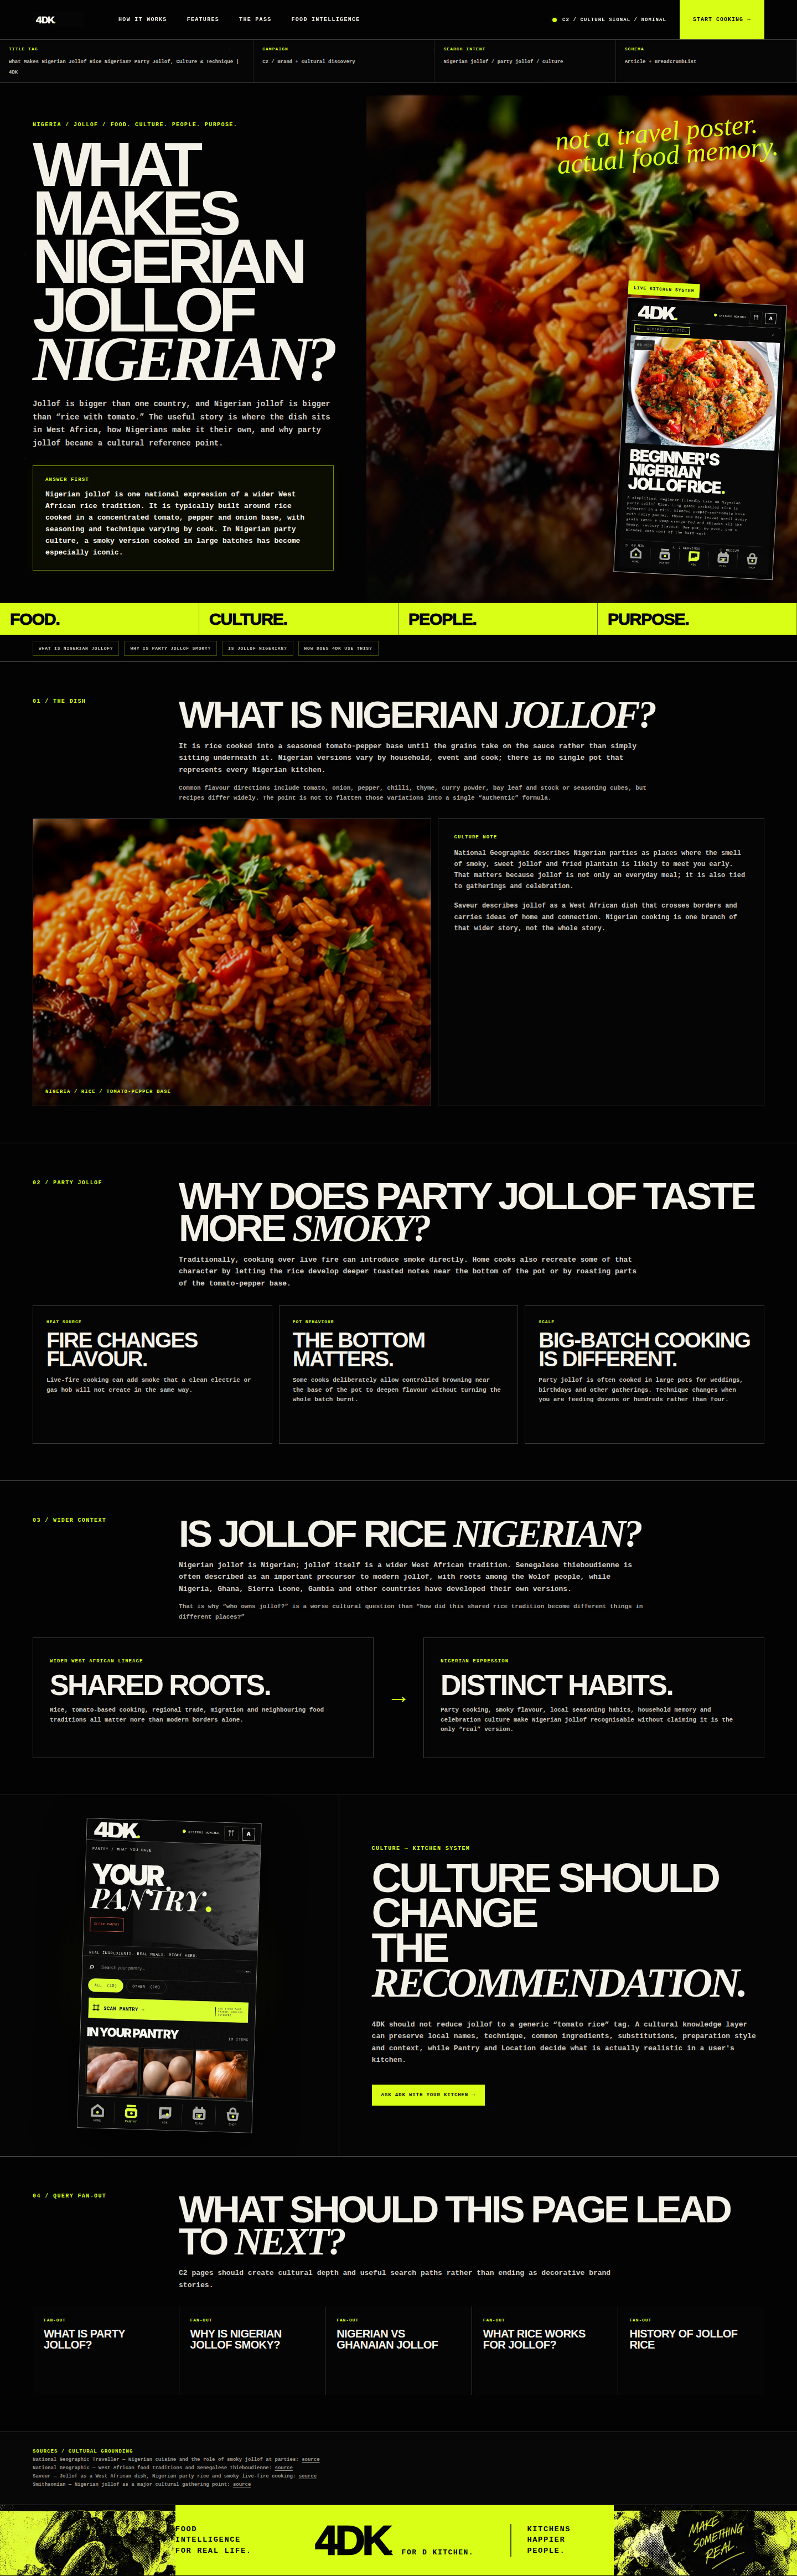 4DK
HOW IT WORKS
FEATURES
THE PASS
FOOD INTELLIGENCE
C2 / CULTURE SIGNAL / NOMINAL
START COOKING →
TITLE TAG
What Makes Nigerian Jollof Rice Nigerian? Party Jollof, Culture & Technique |
4DK
CAMPAIGN
C2 / Brand + cultural discovery
SEARCH INTENT
Nigerian jollof / party jollof / culture
SCHEMA
Article + BreadcrumbList
NIGERIA / JOLLOF / FOOD. CULTURE. PEOPLE. PURPOSE.
WHAT
MAKES
NIGERIAN
JOLLOF
NIGERIAN?
Jollof is bigger than one country, and Nigerian jollof is bigger
than “rice with tomato.” The useful story is where the dish sits
in West Africa, how Nigerians make it their own, and why party
jollof became a cultural reference point.
ANSWER FIRST
Nigerian jollof is one national expression of a wider West
African rice tradition. It is typically built around rice
cooked in a concentrated tomato, pepper and onion base, with
seasoning and technique varying by cook. In Nigerian party
culture, a smoky version cooked in large batches has become
especially iconic.
not a travel poster.
actual food memory.
LIVE KITCHEN SYSTEM
4DK.
SYSTEMS NOMINAL
A
RECIPES / DETAIL
BEGINNER'S
NIGERIAN
JOLLOF RICE.
FOOD.
CULTURE.
PEOPLE.
PURPOSE.
WHAT IS NIGERIAN JOLLOF?
WHY IS PARTY JOLLOF SMOKY?
IS JOLLOF NIGERIAN?
HOW DOES 4DK USE THIS?
01 / THE DISH
WHAT IS NIGERIAN JOLLOF?
It is rice cooked into a seasoned tomato-pepper base until the grains take on the sauce rather than simply
sitting underneath it. Nigerian versions vary by household, event and cook; there is no single pot that
represents every Nigerian kitchen.
Common flavour directions include tomato, onion, pepper, chilli, thyme, curry powder, bay leaf and stock or seasoning cubes, but
recipes differ widely. The point is not to flatten those variations into a single “authentic” formula.
NIGERIA / RICE / TOMATO-PEPPER BASE
CULTURE NOTE
National Geographic describes Nigerian parties as places where the smell
of smoky, sweet jollof and fried plantain is likely to meet you early.
That matters because jollof is not only an everyday meal; it is also tied
to gatherings and celebration.
Saveur describes jollof as a West African dish that crosses borders and
carries ideas of home and connection. Nigerian cooking is one branch of
that wider story, not the whole story.
02 / PARTY JOLLOF
WHY DOES PARTY JOLLOF TASTE
MORE SMOKY?
Traditionally, cooking over live fire can introduce smoke directly. Home cooks also recreate some of that
character by letting the rice develop deeper toasted notes near the bottom of the pot or by roasting parts
of the tomato-pepper base.
HEAT SOURCE
FIRE CHANGES
FLAVOUR.
Live-fire cooking can add smoke that a clean electric or
gas hob will not create in the same way.
POT BEHAVIOUR
THE BOTTOM
MATTERS.
Some cooks deliberately allow controlled browning near
the base of the pot to deepen flavour without turning the
whole batch burnt.
SCALE
BIG-BATCH COOKING
IS DIFFERENT.
Party jollof is often cooked in large pots for weddings,
birthdays and other gatherings. Technique changes when
you are feeding dozens or hundreds rather than four.
03 / WIDER CONTEXT
IS JOLLOF RICE NIGERIAN?
Nigerian jollof is Nigerian; jollof itself is a wider West African tradition. Senegalese thieboudienne is
often described as an important precursor to modern jollof, with roots among the Wolof people, while
Nigeria, Ghana, Sierra Leone, Gambia and other countries have developed their own versions.
That is why “who owns jollof?” is a worse cultural question than “how did this shared rice tradition become different things in
different places?”
WIDER WEST AFRICAN LINEAGE
SHARED ROOTS.
Rice, tomato-based cooking, regional trade, migration and neighbouring food
traditions all matter more than modern borders alone.
→
NIGERIAN EXPRESSION
DISTINCT HABITS.
Party cooking, smoky flavour, local seasoning habits, household memory and
celebration culture make Nigerian jollof recognisable without claiming it is the
only “real” version.
4DK.
SYSTEMS NOMINAL
A
PANTRY / WHAT YOU HAVE
YOUR
PANTRY.
CLEAR PANTRY
REAL INGREDIENTS. REAL MEALS. RIGHT HERE.
Search your pantry...
SCAN PANTRY
IN YOUR PANTRY
CULTURE → KITCHEN SYSTEM
CULTURE SHOULD
CHANGE
THE
RECOMMENDATION.
4DK should not reduce jollof to a generic “tomato rice” tag. A cultural knowledge layer
can preserve local names, technique, common ingredients, substitutions, preparation style
and context, while Pantry and Location decide what is actually realistic in a user's
kitchen.
ASK 4DK WITH YOUR KITCHEN →
04 / QUERY FAN-OUT
WHAT SHOULD THIS PAGE LEAD
TO NEXT?
C2 pages should create cultural depth and useful search paths rather than ending as decorative brand
stories.
FAN-OUT
WHAT IS PARTY
JOLLOF?
FAN-OUT
WHY IS NIGERIAN
JOLLOF SMOKY?
FAN-OUT
NIGERIAN VS
GHANAIAN JOLLOF
FAN-OUT
WHAT RICE WORKS
FOR JOLLOF?
FAN-OUT
HISTORY OF JOLLOF
RICE
SOURCES / CULTURAL GROUNDING
National Geographic Traveller — Nigerian cuisine and the role of smoky jollof at parties: source
National Geographic — West African food traditions and Senegalese thieboudienne: source
Saveur — Jollof as a West African dish, Nigerian party rice and smoky live-fire cooking: source
Smithsonian — Nigerian jollof as a major cultural gathering point: source
FOOD
INTELLIGENCE
FOR REAL LIFE.
4DK.
FOR D KITCHEN.
KITCHENS
HAPPIER
PEOPLE.
MAKE
SOMETHING
REAL.